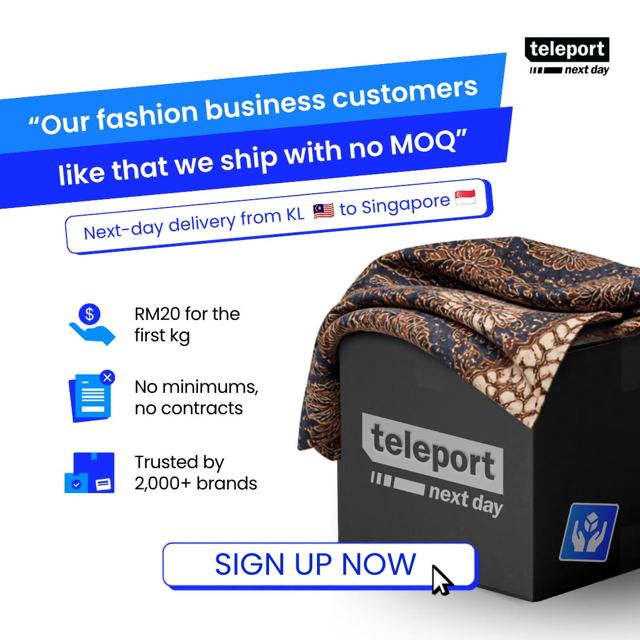 teleport
next day
“Our fashion business customers
like that we ship with no MOQ”
Next-day delivery from KL 🇲🇾 to Singapore 🇸🇬
$
RM20 for the
first kg
No minimums,
no contracts
Trusted by
2,000+ brands
teleport
next day
SIGN UP NOW